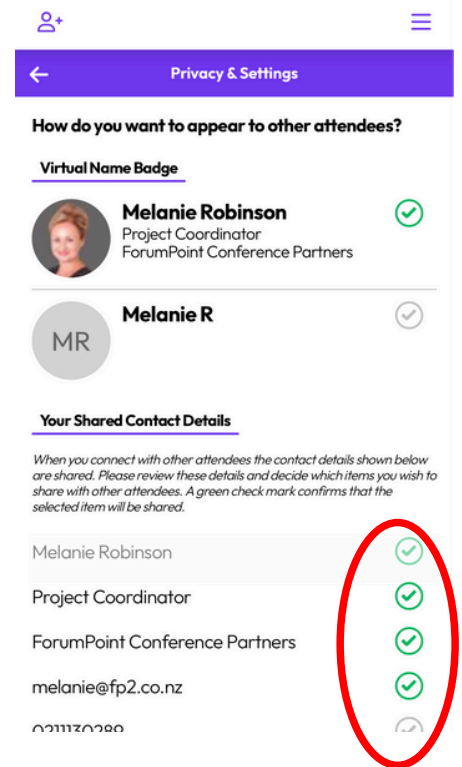 Privacy & Settings
How do you want to appear to other attendees?
Virtual Name Badge
Melanie Robinson
Project Coordinator
ForumPoint Conference Partners
MR
Melanie R
Your Shared Contact Details
When you connect with other attendees the contact details shown below
are shared. Please review these details and decide which items you wish to
share with other attendees. A green check mark confirms that the
selected item will be shared.
Melanie Robinson
Project Coordinator
ForumPoint Conference Partners
melanie@fp2.co.nz
0211130289